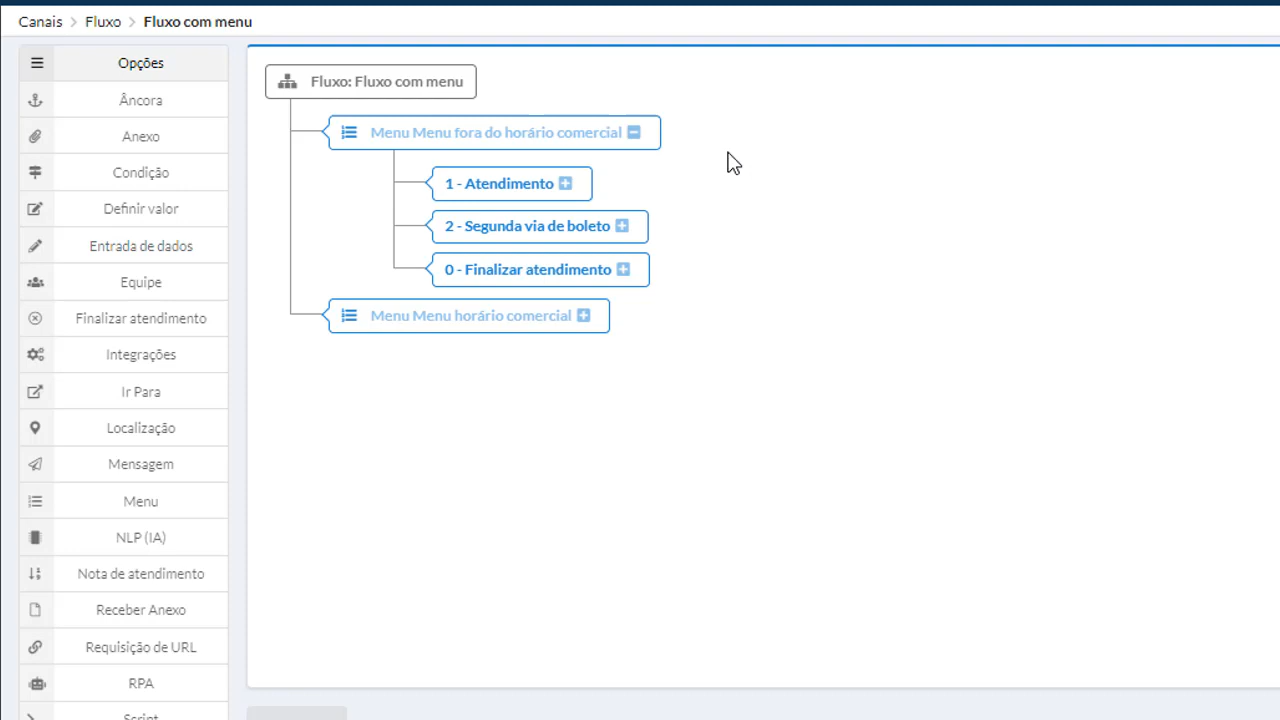 Canais > Fluxo > Fluxo com menu
Opções
Âncora
Anexo
Condição
Definir valor
Entrada de dados
Equipe
Finalizar atendimento
Integrações
Ir Para
Localização
Mensagem
Menu
NLP (IA)
Nota de atendimento
Receber Anexo
Requisição de URL
RPA
Script
Fluxo: Fluxo com menu
Menu Menu fora do horário comercial
1 - Atendimento
2 - Segunda via de boleto
0 - Finalizar atendimento
Menu Menu horário comercial